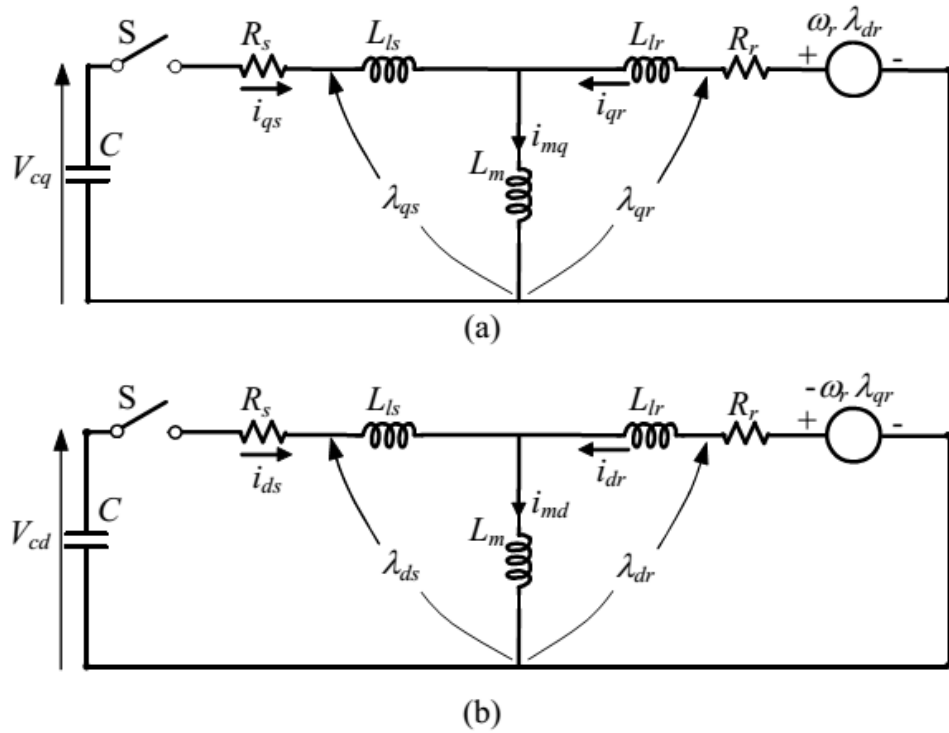 S R_s L_ls L_lr R_r + ω_r λ_dr -
i_qs i_qr
i_mq
C L_m
V_cq λ_qs λ_qr
(a)
S R_s L_ls L_lr R_r + -ω_r λ_qr -
i_ds i_dr
i_md
C L_m
V_cd λ_ds λ_dr
(b)